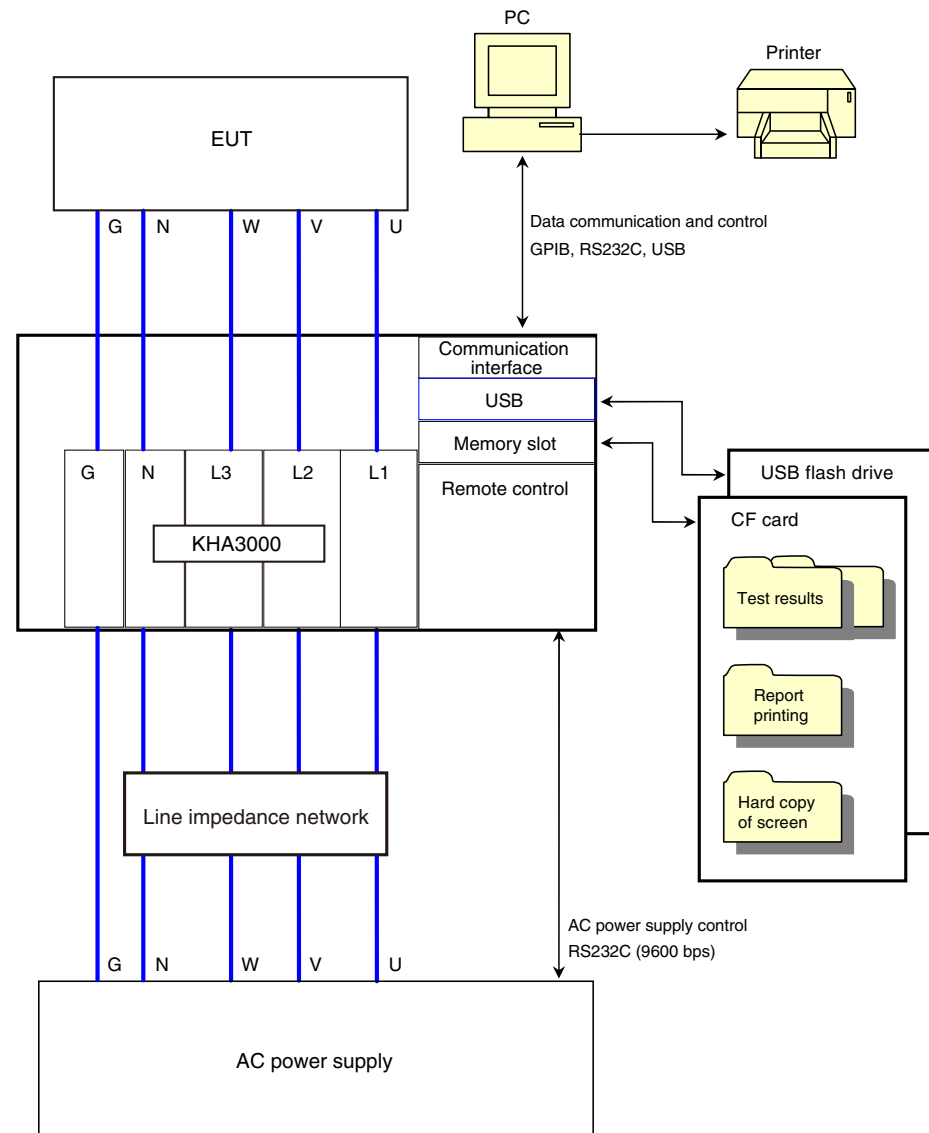 PC
Printer
EUT
G N W V U
Data communication and control
GPIB, RS232C, USB
Communication
interface
USB
Memory slot
Remote control
G N L3 L2 L1
KHA3000
USB flash drive
CF card
Test results
Report
printing
Hard copy
of screen
Line impedance network
AC power supply control
RS232C (9600 bps)
G N W V U
AC power supply